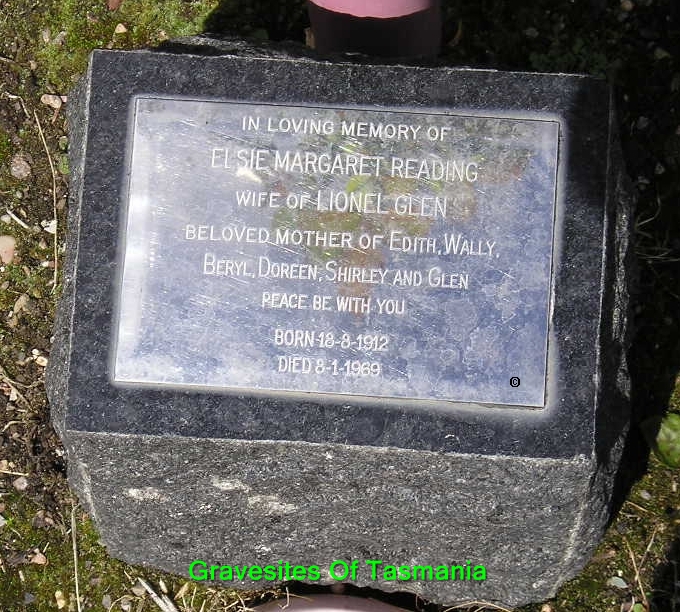 IN LOVING MEMORY OF
ELSIE MARGARET READING
WIFE OF LIONEL GLEN
BELOVED MOTHER OF EDITH, WALLY,
BERYL, DOREEN, SHIRLEY AND GLEN
PEACE BE WITH YOU
BORN 18-8-1912
DIED 8-1-1969
©
Gravesites Of Tasmania